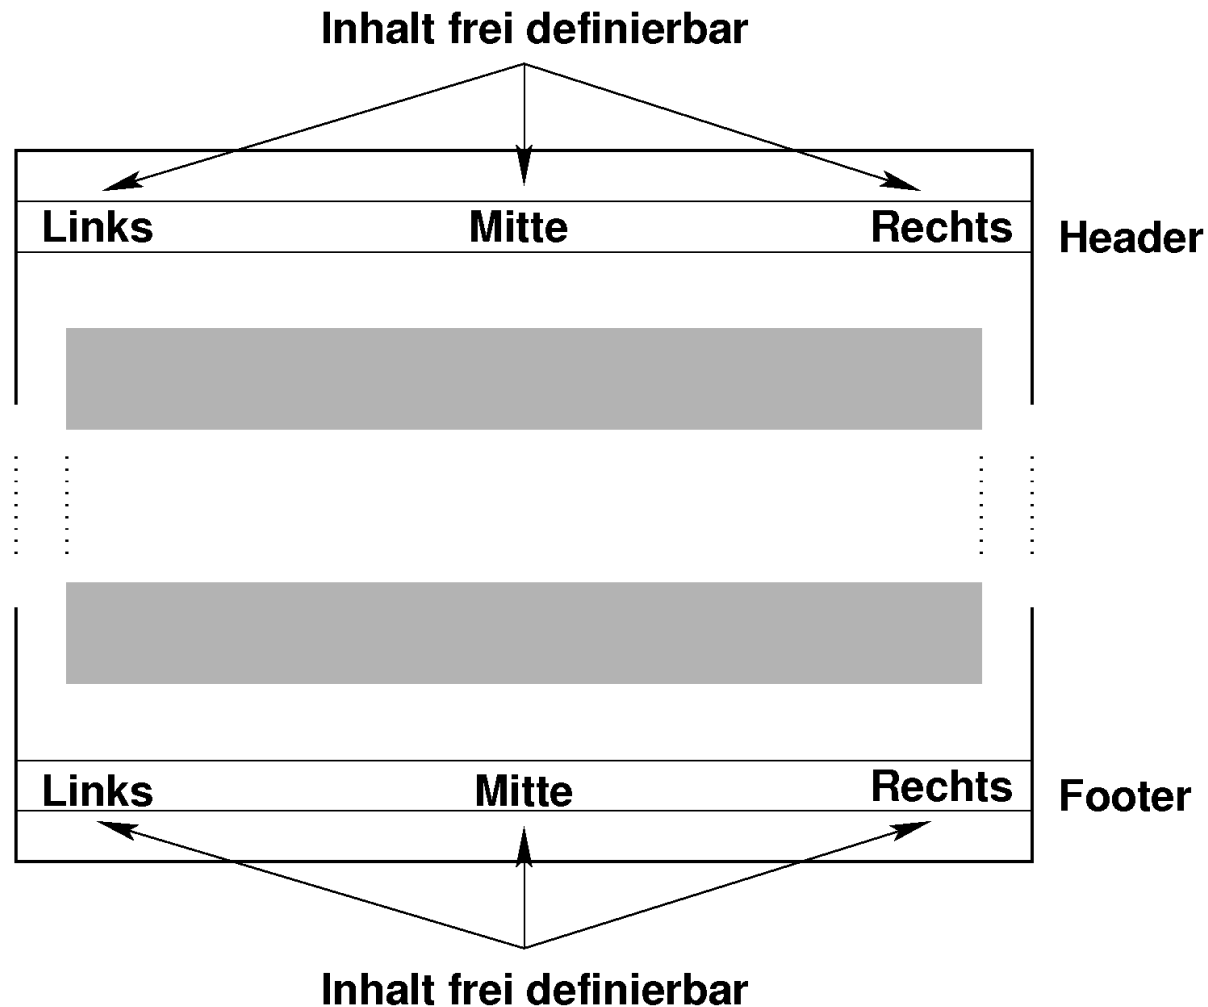 Inhalt frei definierbar
Links Mitte Rechts Header
Links Mitte Rechts Footer
Inhalt frei definierbar